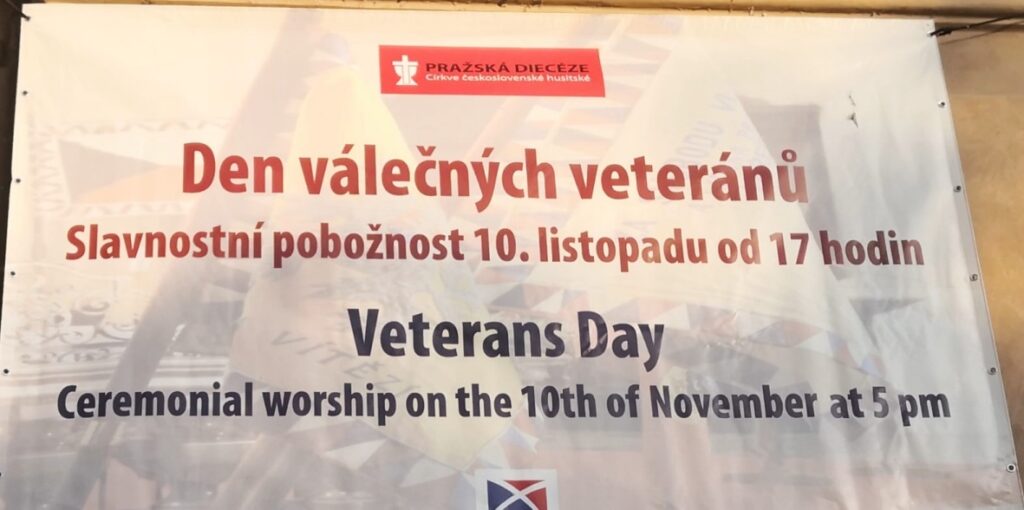 PRAŽSKÁ DIECÉZE
Církve československé husitské
Den válečných veteránů
Slavnostní pobožnost 10. listopadu od 17 hodin
Veterans Day
Ceremonial worship on the 10th of November at 5 pm